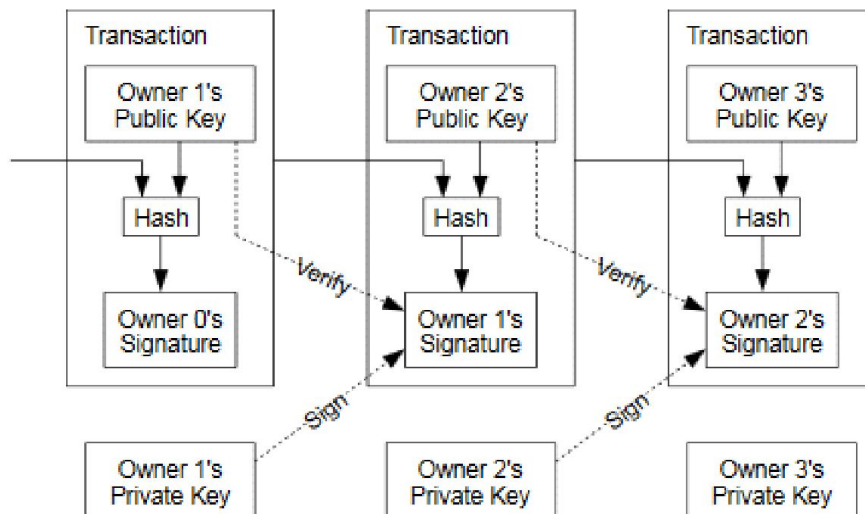 Transaction
Owner 1's
Public Key
Hash
Owner 0's
Signature
Transaction
Owner 2's
Public Key
Hash
Verify
Owner 1's
Signature
Transaction
Owner 3's
Public Key
Hash
Verify
Owner 2's
Signature
Sign
Sign
Owner 1's
Private Key
Owner 2's
Private Key
Owner 3's
Private Key